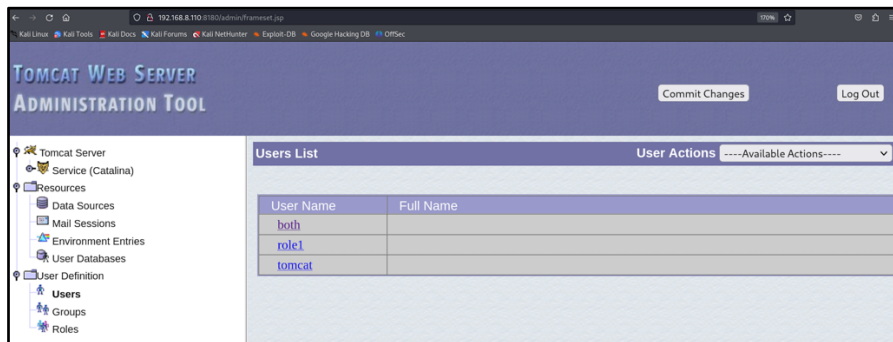 192.168.8.110:8180/admin/frameset.jsp
170%
Kali Linux Kali Tools Kali Docs Kali Forums Kali NetHunter Exploit-DB Google Hacking DB OffSec
TOMCAT WEB SERVER
ADMINISTRATION TOOL
Commit Changes
Log Out
Tomcat Server
Service (Catalina)
Resources
Data Sources
Mail Sessions
Environment Entries
User Databases
User Definition
Users
Groups
Roles
Users List
User Actions ----Available Actions----
User Name Full Name
both
role1
tomcat